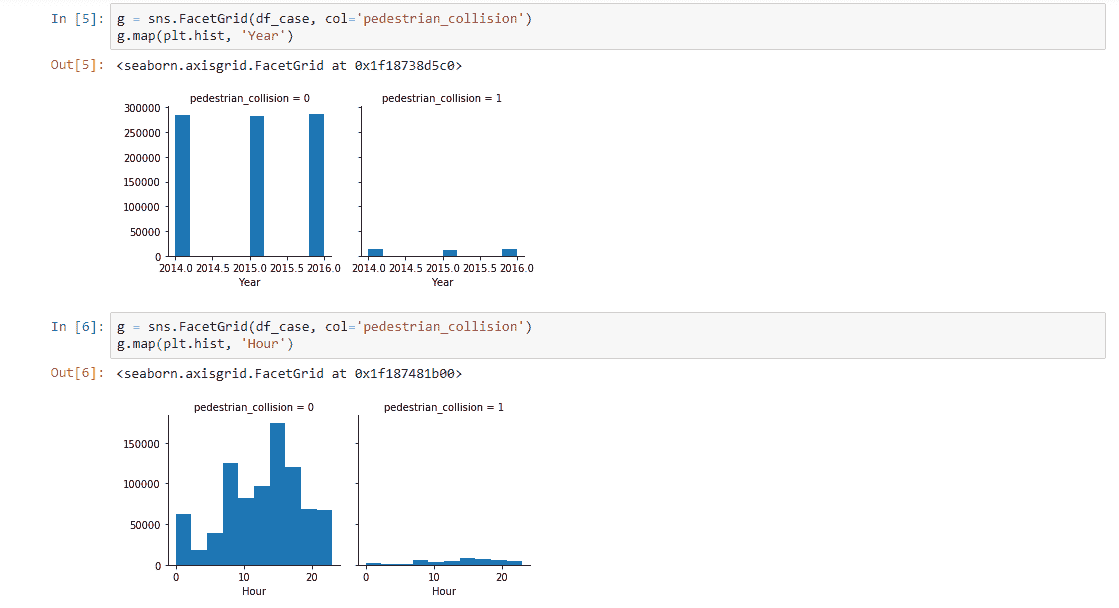 In [5]: g = sns.FacetGrid(df_case, col='pedestrian_collision')
g.map(plt.hist, 'Year')
Out[5]: <seaborn.axisgrid.FacetGrid at 0x1f18738d5c0>
pedestrian_collision = 0 pedestrian_collision = 1
300000
250000
200000
150000
100000
50000
0
2014.0 2014.5 2015.0 2015.5 2016.0 2014.0 2014.5 2015.0 2015.5 2016.0
Year Year
In [6]: g = sns.FacetGrid(df_case, col='pedestrian_collision')
g.map(plt.hist, 'Hour')
Out[6]: <seaborn.axisgrid.FacetGrid at 0x1f187481b00>
pedestrian_collision = 0 pedestrian_collision = 1
150000
100000
50000
0
0 10 20 0 10 20
Hour Hour